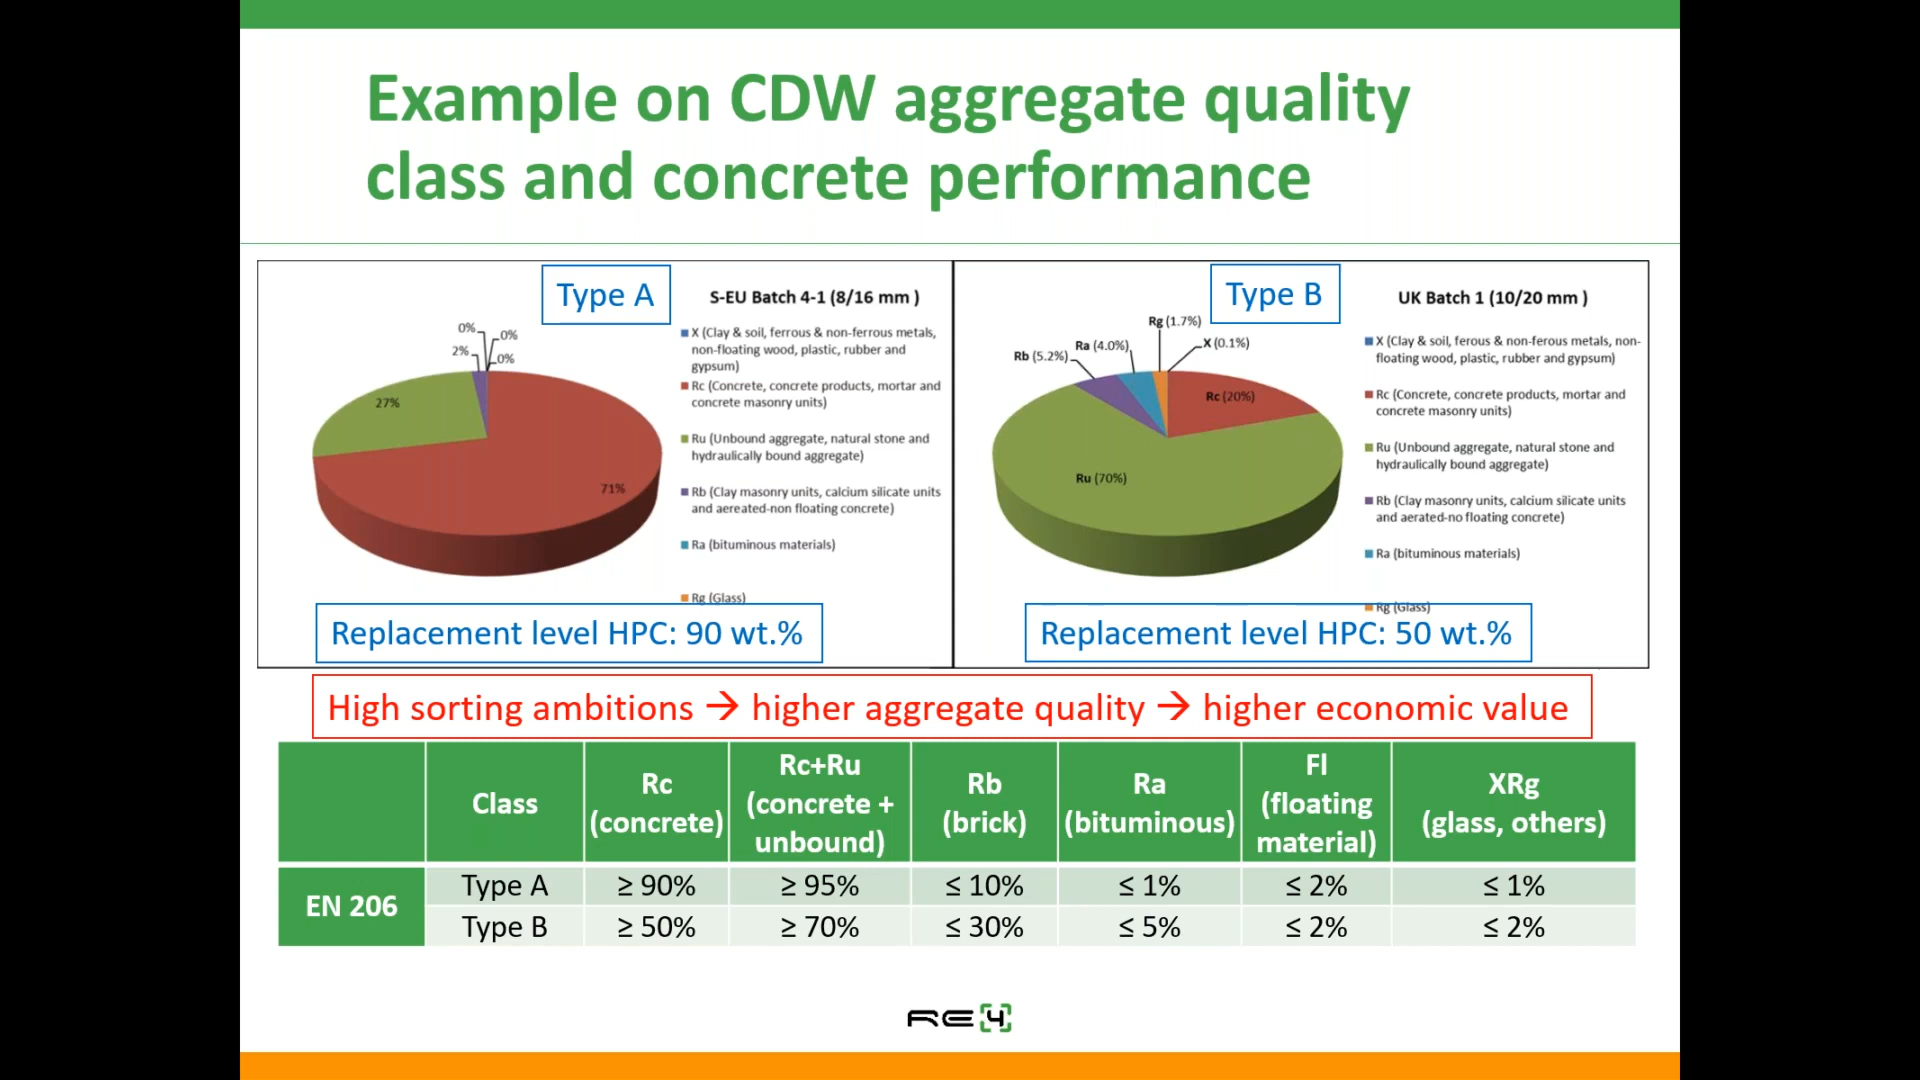 Example on CDW aggregate quality
class and concrete performance
Type A
S-EU Batch 4-1 (8/16 mm )
0%
0%
2%
0%
27%
71%
X (Clay & soil, ferrous & non-ferrous metals,
non-floating wood, plastic, rubber and
gypsum)
Rc (Concrete, concrete products, mortar and
concrete masonry units)
Ru (Unbound aggregate, natural stone and
hydraulically bound aggregate)
Rb (Clay masonry units, calcium silicate units
and aereated-non floating concrete)
Ra (bituminous materials)
Rg (Glass)
Replacement level HPC: 90 wt.%
Type B
UK Batch 1 (10/20 mm )
Rg (1.7%)
Ra (4.0%)
X (0.1%)
Rb (5.2%)
Rc (20%)
Ru (70%)
X (Clay & soil, ferous & non-ferous metals, non-
floating wood, plastic, rubber and gypsum)
Rc (Concrete, concrete products, mortar and
concrete masonry units)
Ru (Unbound aggregate, natural stone and
hydraulically bound aggregate)
Rb (Clay masonry units, calcium silicate units
and aerated-no floating concrete)
Ra (bituminous materials)
Rg (Glass)
Replacement level HPC: 50 wt.%
High sorting ambitions → higher aggregate quality → higher economic value
Class
Rc
(concrete)
Rc+Ru
(concrete +
unbound)
Rb
(brick)
Ra
(bituminous)
Fl
(floating
material)
XRg
(glass, others)
EN 206
Type A ≥ 90% ≥ 95% ≤ 10% ≤ 1% ≤ 2% ≤ 1%
Type B ≥ 50% ≥ 70% ≤ 30% ≤ 5% ≤ 2% ≤ 2%
RE4